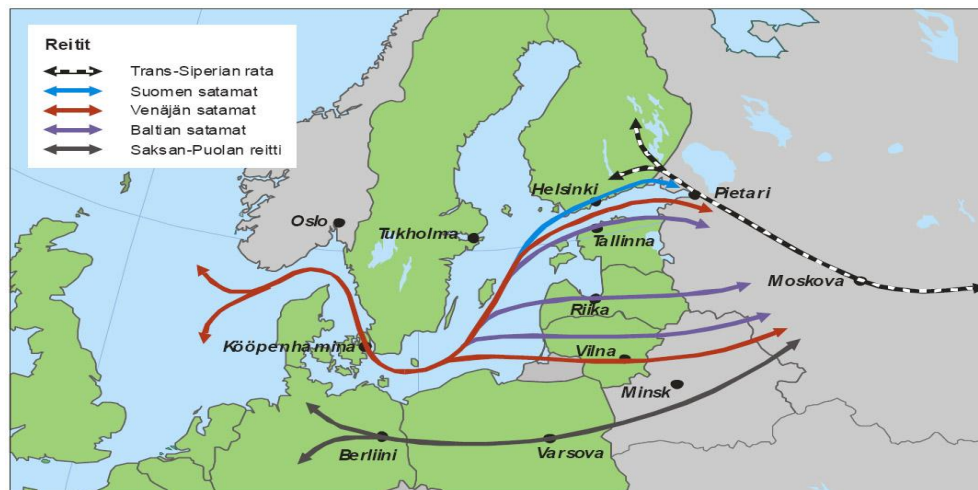 Reitit
Trans-Siperian rata
Suomen satamat
Venäjän satamat
Baltian satamat
Saksan-Puolan reitti
Helsinki
Pietari
Oslo
Tukholma
Tallinna
Moskova
Riika
Kööpenhamina
Vilna
Minsk
Berliini
Varsova